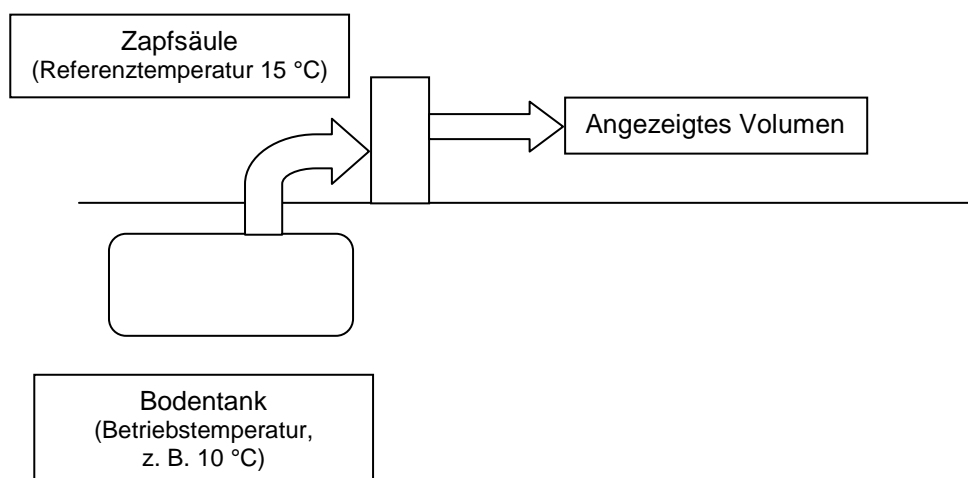 Zapfsäule
(Referenztemperatur 15 °C)
Angezeigtes Volumen
Bodentank
(Betriebstemperatur,
z. B. 10 °C)